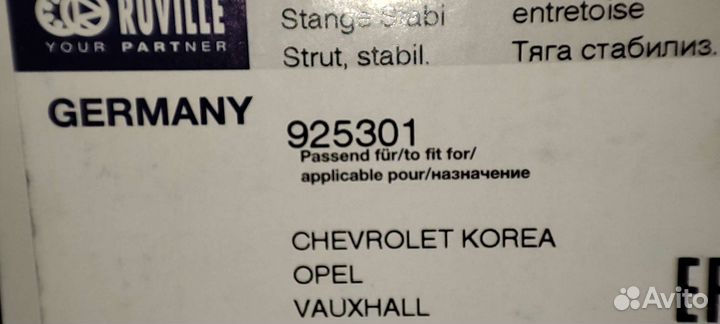 RUVILLE
YOUR PARTNER
Stange Stabi
entretoise
Strut, stabil.
Тяга стабилиз.
GERMANY
925301
Passend für/to fit for/
applicable pour/назначение
CHEVROLET KOREA
OPEL
VAUXHALL
Avito